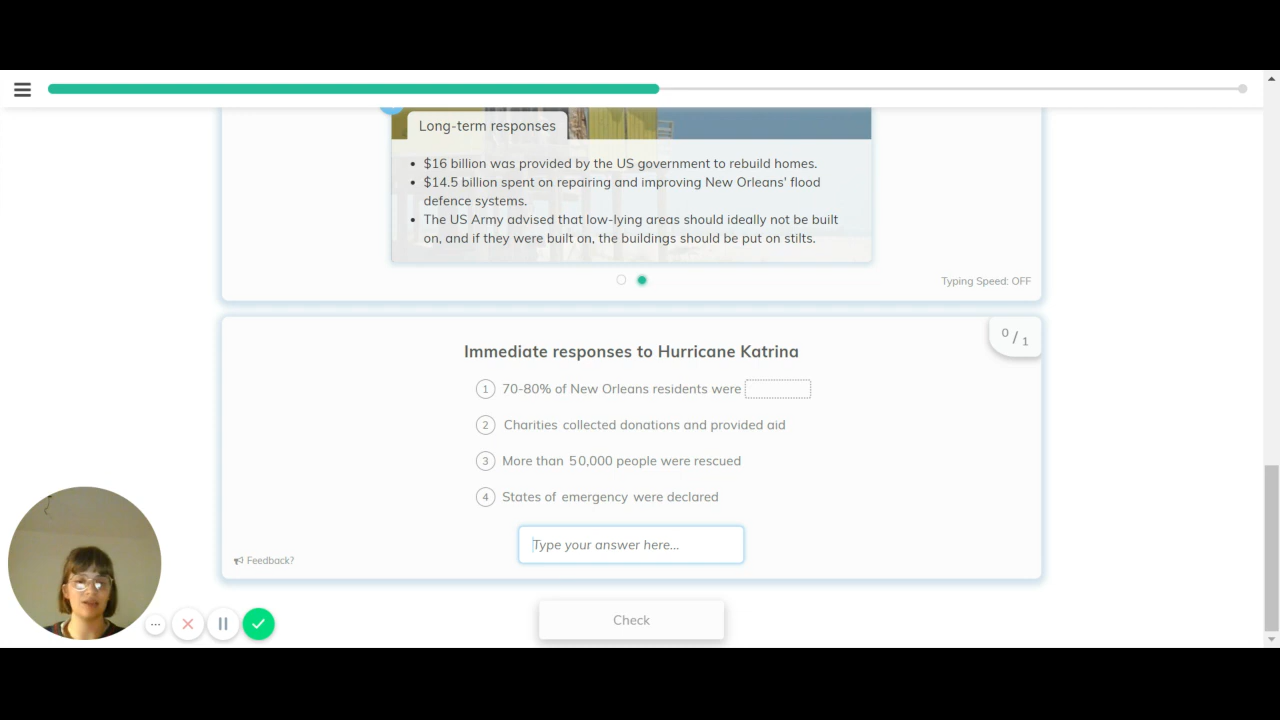 Long-term responses
• $16 billion was provided by the US government to rebuild homes.
• $14.5 billion spent on repairing and improving New Orleans' flood
defence systems.
• The US Army advised that low-lying areas should ideally not be built
on, and if they were built on, the buildings should be put on stilts.
Typing Speed: OFF
0 / 1
Immediate responses to Hurricane Katrina
1 70-80% of New Orleans residents were
2 Charities collected donations and provided aid
3 More than 50,000 people were rescued
4 States of emergency were declared
Type your answer here...
Feedback?
Check